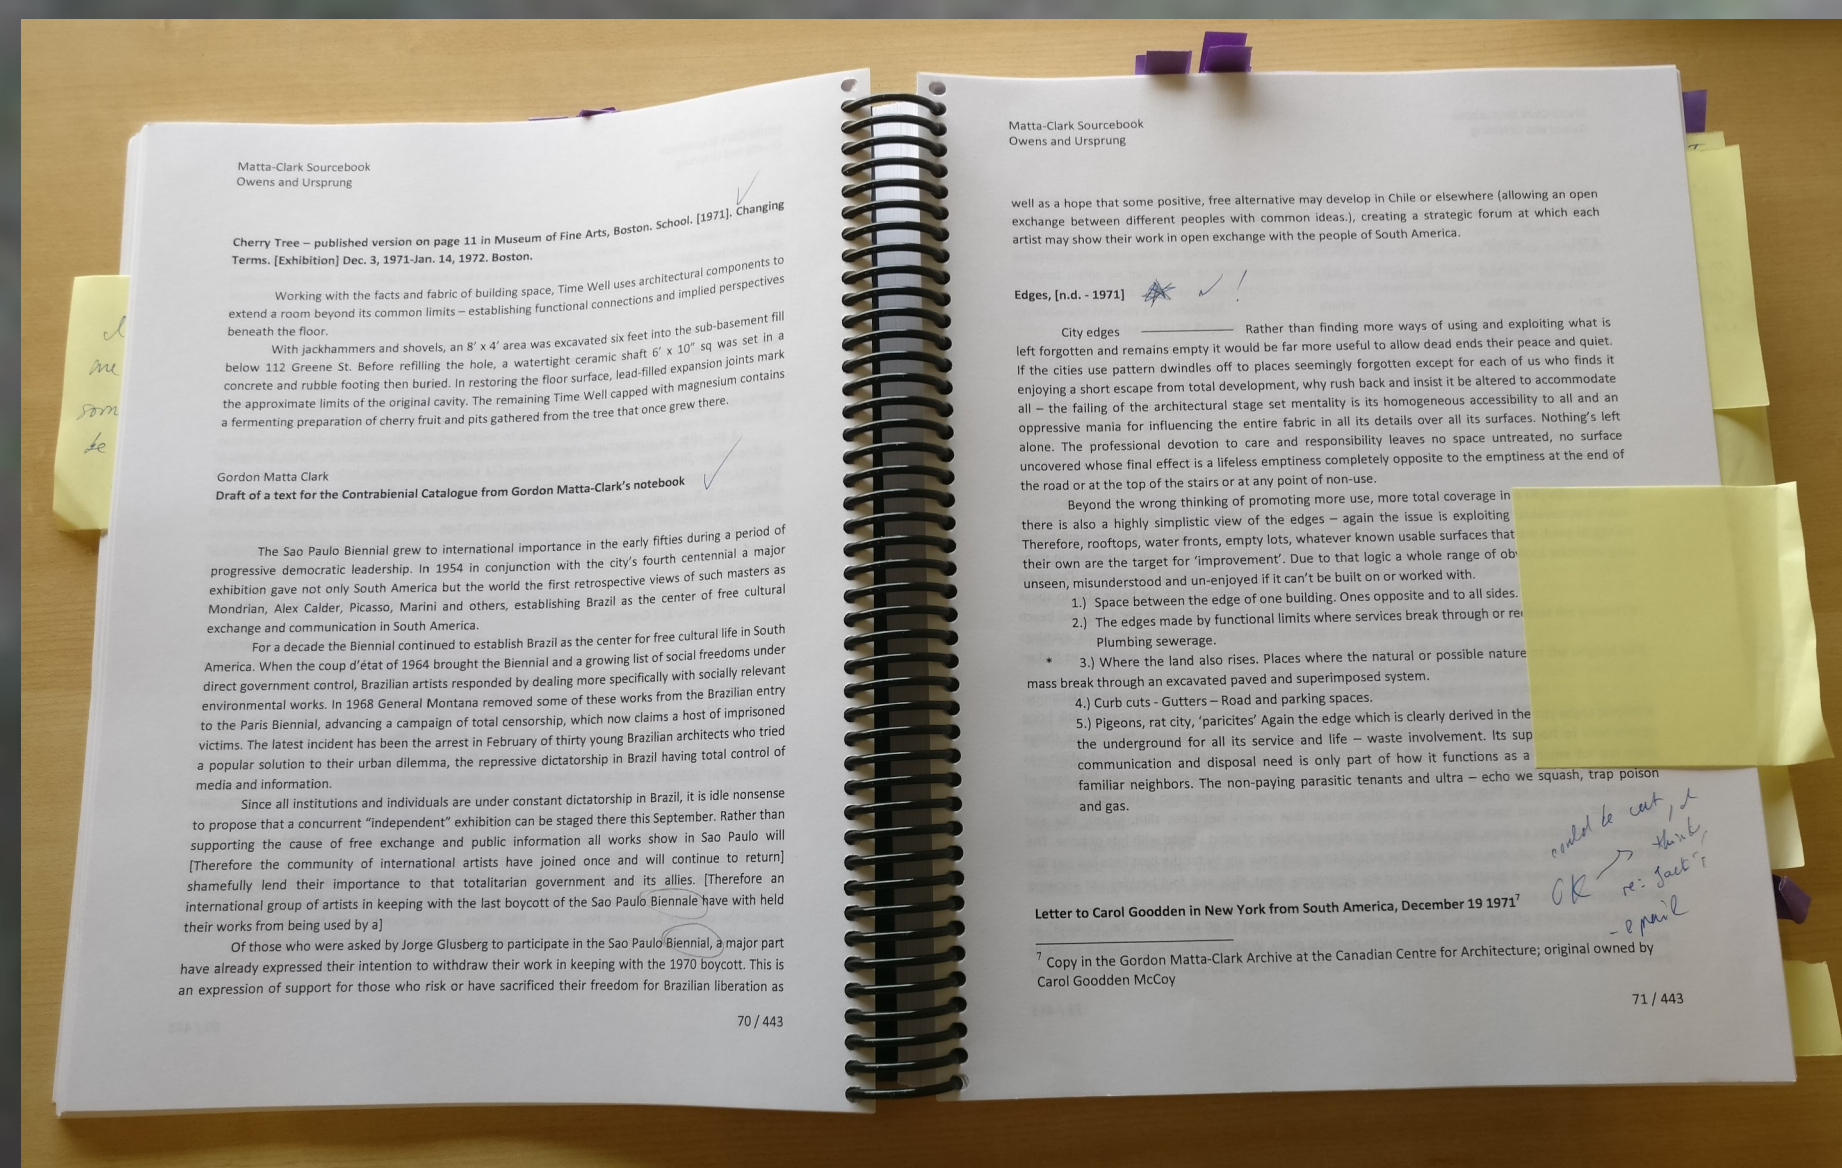 Matta-Clark Sourcebook
Owens and Ursprung
Cherry Tree – published version on page 11 in Museum of Fine Arts, Boston. School. [1971]. Changing
Terms. [Exhibition] Dec. 3, 1971-Jan. 14, 1972. Boston.
Working with the facts and fabric of building space, Time Well uses architectural components to
extend a room beyond its common limits – establishing functional connections and implied perspectives
beneath the floor.
With jackhammers and shovels, an 8' x 4' area was excavated six feet into the sub-basement fill
below 112 Greene St. Before refilling the hole, a watertight ceramic shaft 6' x 10" sq was set in a
concrete and rubble footing then buried. In restoring the floor surface, lead-filled expansion joints mark
the approximate limits of the original cavity. The remaining Time Well capped with magnesium contains
a fermenting preparation of cherry fruit and pits gathered from the tree that once grew there.
Gordon Matta Clark
Draft of a text for the Contrabienial Catalogue from Gordon Matta-Clark's notebook
The Sao Paulo Biennial grew to international importance in the early fifties during a period of
progressive democratic leadership. In 1954 in conjunction with the city's fourth centennial a major
exhibition gave not only South America but the world the first retrospective views of such masters as
Mondrian, Alex Calder, Picasso, Marini and others, establishing Brazil as the center of free cultural
exchange and communication in South America.
For a decade the Biennial continued to establish Brazil as the center for free cultural life in South
America. When the coup d'état of 1964 brought the Biennial and a growing list of social freedoms under
direct government control, Brazilian artists responded by dealing more specifically with socially relevant
environmental works. In 1968 General Montana removed some of these works from the Brazilian entry
to the Paris Biennial, advancing a campaign of total censorship, which now claims a host of imprisoned
victims. The latest incident has been the arrest in February of thirty young Brazilian architects who tried
a popular solution to their urban dilemma, the repressive dictatorship in Brazil having total control of
media and information.
Since all institutions and individuals are under constant dictatorship in Brazil, it is idle nonsense
to propose that a concurrent “independent” exhibition can be staged there this September. Rather than
supporting the cause of free exchange and public information all works show in Sao Paulo will
[Therefore the community of international artists have joined once and will continue to return]
shamefully lend their importance to that totalitarian government and its allies. [Therefore an
international group of artists in keeping with the last boycott of the Sao Paulo Biennale have with held
their works from being used by a]
Of those who were asked by Jorge Glusberg to participate in the Sao Paulo Biennial, a major part
have already expressed their intention to withdraw their work in keeping with the 1970 boycott. This is
an expression of support for those who risk or have sacrificed their freedom for Brazilian liberation as
70 / 443
I
are
som
be
Matta-Clark Sourcebook
Owens and Ursprung
well as a hope that some positive, free alternative may develop in Chile or elsewhere (allowing an open
exchange between different peoples with common ideas.), creating a strategic forum at which each
artist may show their work in open exchange with the people of South America.
Edges, [n.d. - 1971] !
City edges ———— Rather than finding more ways of using and exploiting what is
left forgotten and remains empty it would be far more useful to allow dead ends their peace and quiet.
If the cities use pattern dwindles off to places seemingly forgotten except for each of us who finds it
enjoying a short escape from total development, why rush back and insist it be altered to accommodate
all – the failing of the architectural stage set mentality is its homogeneous accessibility to all and an
oppressive mania for influencing the entire fabric in all its details over all its surfaces. Nothing's left
alone. The professional devotion to care and responsibility leaves no space untreated, no surface
uncovered whose final effect is a lifeless emptiness completely opposite to the emptiness at the end of
the road or at the top of the stairs or at any point of non-use.
Beyond the wrong thinking of promoting more use, more total coverage in
there is also a highly simplistic view of the edges – again the issue is exploiting
Therefore, rooftops, water fronts, empty lots, whatever known usable surfaces that
their own are the target for 'improvement'. Due to that logic a whole range of
unseen, misunderstood and un-enjoyed if it can't be built on or worked with.
1.) Space between the edge of one building. Ones opposite and to all sides.
2.) The edges made by functional limits where services break through or
Plumbing sewerage.
* 3.) Where the land also rises. Places where the natural or possible nature
mass break through an excavated paved and superimposed system.
4.) Curb cuts - Gutters – Road and parking spaces.
5.) Pigeons, rat city, 'paricites' Again the edge which is clearly derived in the
the underground for all its service and life – waste involvement. Its
communication and disposal need is only part of how it functions as a
familiar neighbors. The non-paying parasitic tenants and ultra – echo we squash, trap poison
and gas.
could be cut, I
think,
OK re: Jack's
- email
Letter to Carol Goodden in New York from South America, December 19 1971⁷
⁷ Copy in the Gordon Matta-Clark Archive at the Canadian Centre for Architecture; original owned by
Carol Goodden McCoy
71 / 443